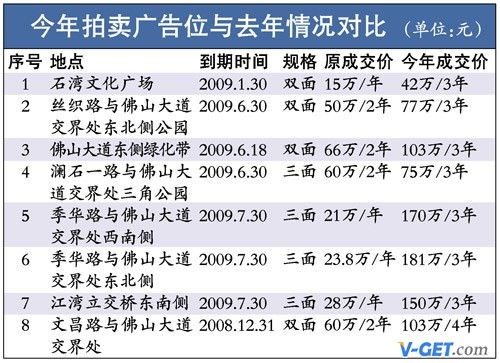 今年拍卖广告位与去年情况对比 (单位:元)
序号 地点 到期时间 规格 原成交价 今年成交价
1 石湾文化广场 2009.1.30 双面 15万/年 42万/3年
2 丝织路与佛山大道 2009.6.30 双面 50万/2年 77万/3年
交界处东北侧公园
3 佛山大道东侧绿化带 2009.6.18 双面 66万/2年 103万/3年
4 澜石一路与佛山大 2009.6.30 三面 60万/2年 75万/3年
道交界处三角公园
5 季华路与佛山大道 2009.7.30 三面 21万/年 170万/3年
交界处西南侧
6 季华路与佛山大道 2009.7.30 三面 23.8万/年 181万/3年
交界处东北侧
7 江湾立交桥东南侧 2009.7.30 三面 28万/年 150万/3年
8 文昌路与佛山大道 2008.12.31 双面 60万/2年 103万/4年
交界处
V-GET.com